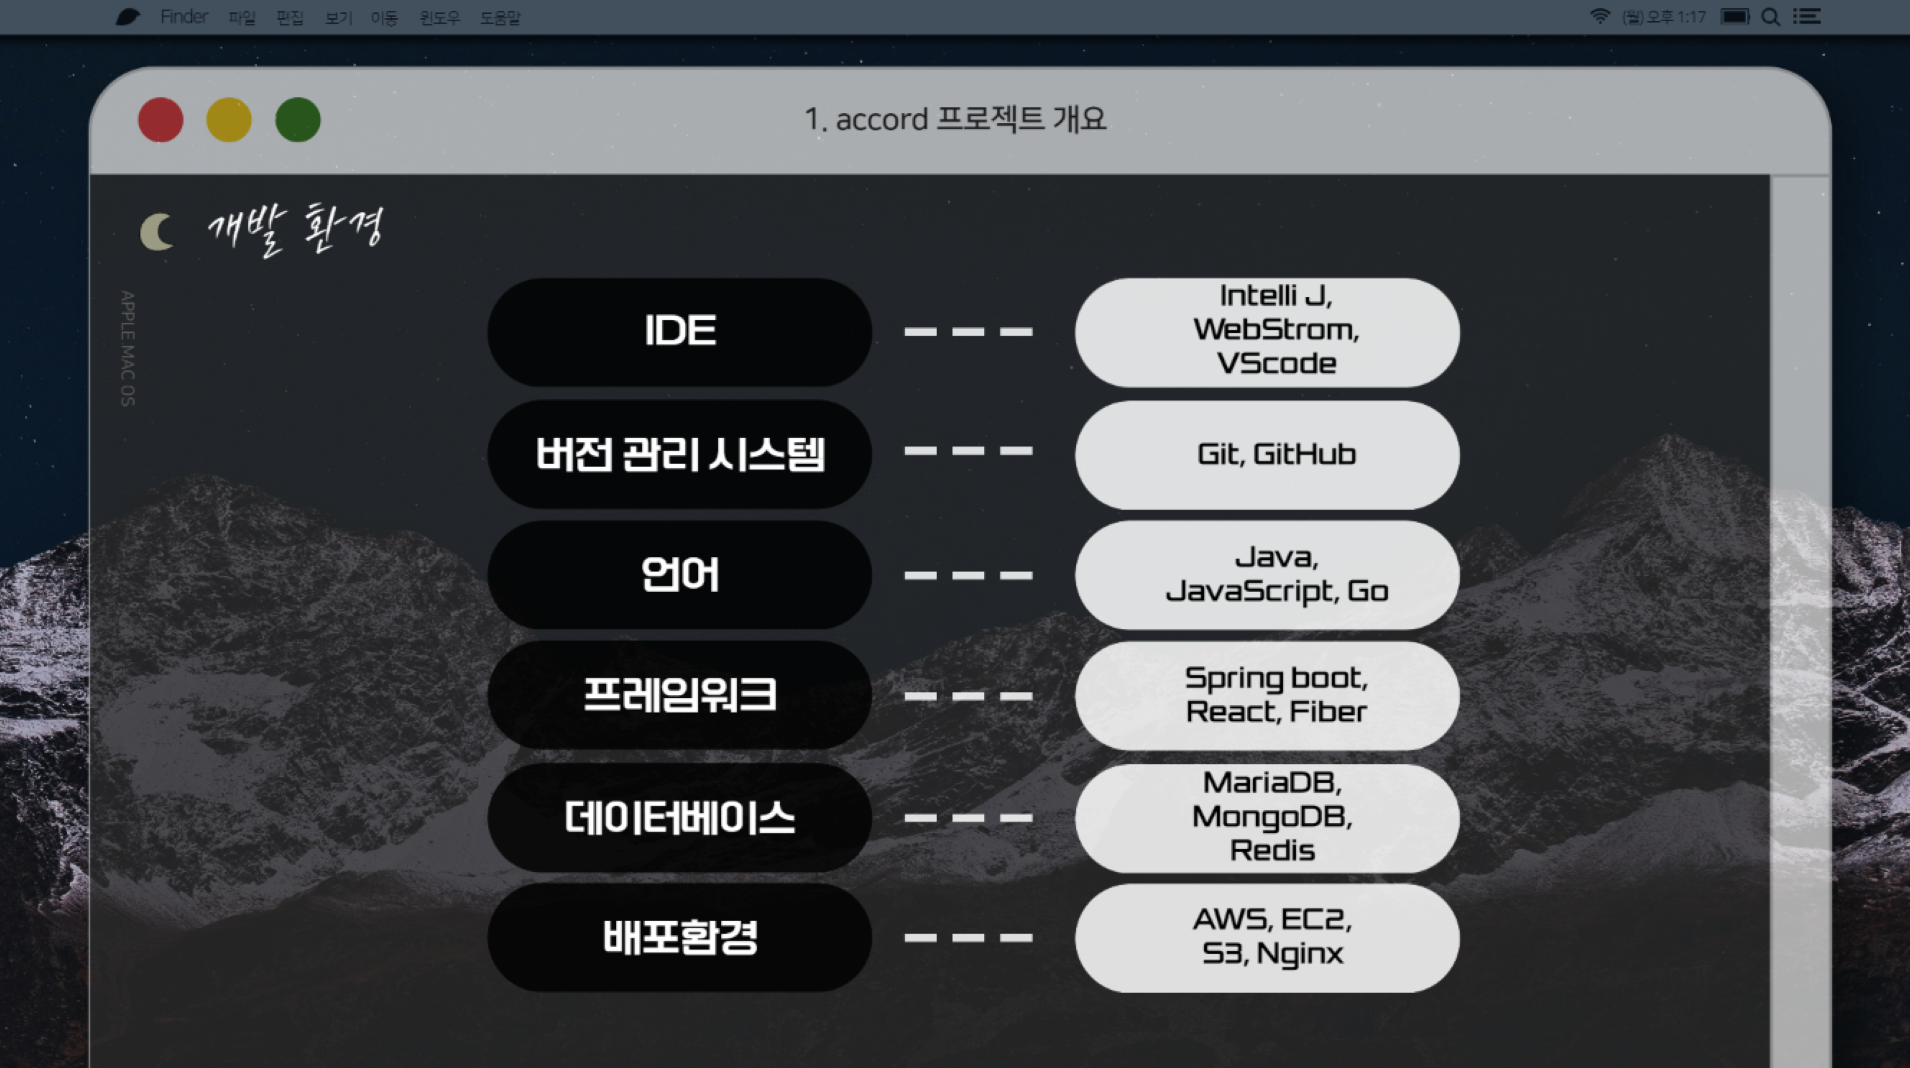 Finder 파일 편집 보기 이동 윈도우 도움말
(월) 오후 1:17
1. accord 프로젝트 개요
개발 환경
APPLE MAC OS
IDE
Intelli J,
WebStrom,
VScode
버전 관리 시스템
Git, GitHub
언어
Java,
JavaScript, Go
프레임워크
Spring boot,
React, Fiber
데이터베이스
MariaDB,
MongoDB,
Redis
배포환경
AWS, EC2,
S3, Nginx